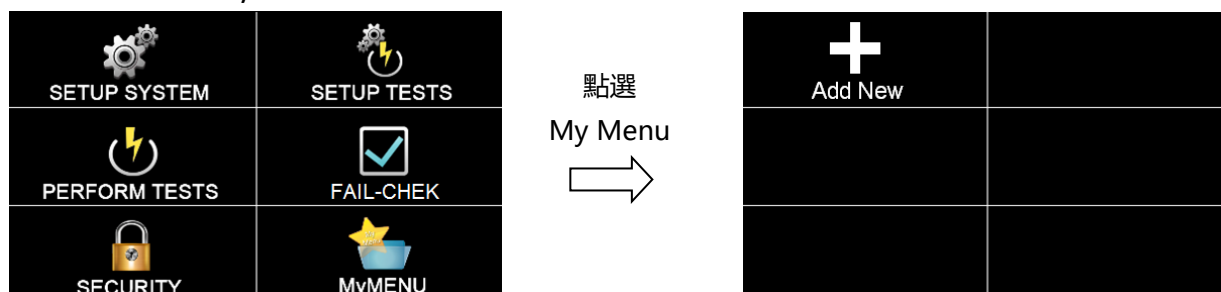 SETUP SYSTEM
SETUP TESTS
PERFORM TESTS
FAIL-CHEK
SECURITY
MyMENU
點選
My Menu
Add New